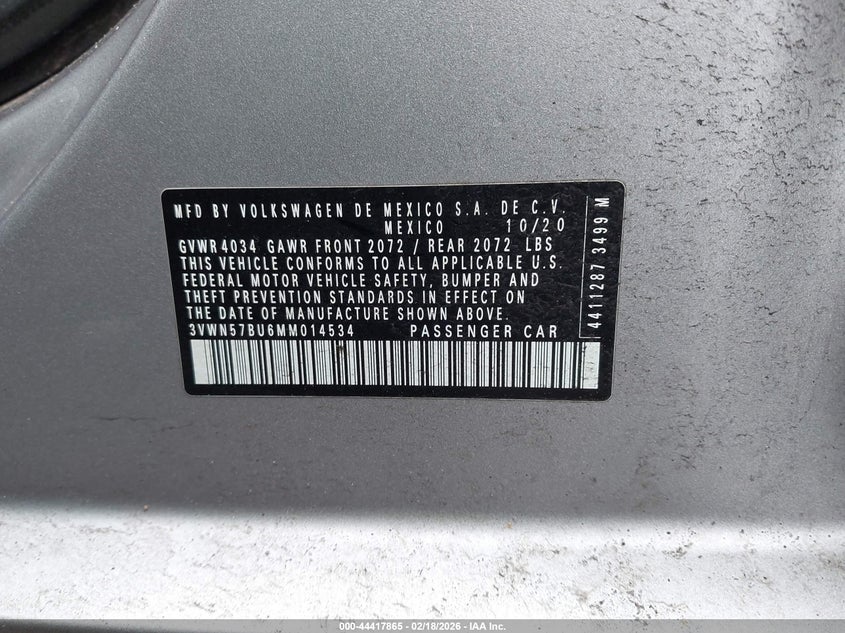 MFD BY VOLKSWAGEN DE MEXICO S.A. DE C.V.
MEXICO 10/20
GVWR 4034 GAWR FRONT 2072 / REAR 2072 LBS
THIS VEHICLE CONFORMS TO ALL APPLICABLE U.S.
FEDERAL MOTOR VEHICLE SAFETY, BUMPER AND
THEFT PREVENTION STANDARDS IN EFFECT ON
THE DATE OF MANUFACTURE SHOWN ABOVE.
3VWN57BU6MM014534 PASSENGER CAR
4411287 3499 M
000-44417865 - 02/18/2026 - IAA Inc.